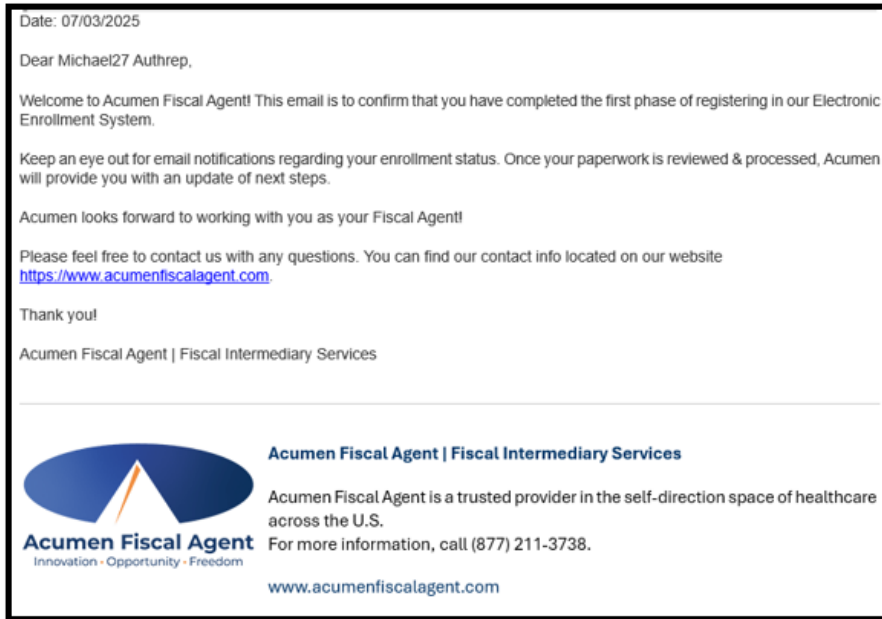 Date: 07/03/2025
Dear Michael27 Authrep,
Welcome to Acumen Fiscal Agent! This email is to confirm that you have completed the first phase of registering in our Electronic
Enrollment System.
Keep an eye out for email notifications regarding your enrollment status. Once your paperwork is reviewed & processed, Acumen
will provide you with an update of next steps.
Acumen looks forward to working with you as your Fiscal Agent!
Please feel free to contact us with any questions. You can find our contact info located on our website
https://www.acumenfiscalagent.com.
Thank you!
Acumen Fiscal Agent | Fiscal Intermediary Services
Acumen Fiscal Agent
Innovation · Opportunity · Freedom
Acumen Fiscal Agent | Fiscal Intermediary Services
Acumen Fiscal Agent is a trusted provider in the self-direction space of healthcare
across the U.S.
For more information, call (877) 211-3738.
www.acumenfiscalagent.com